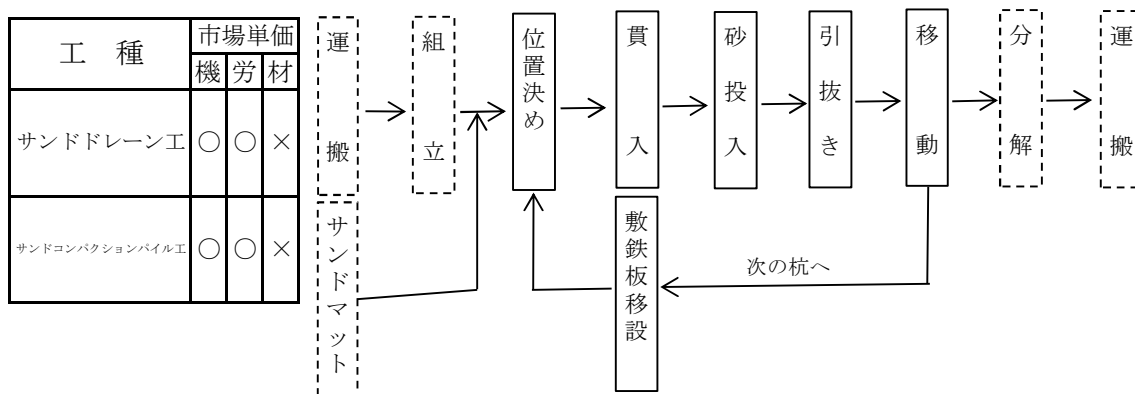 工 種
市場単価
機 労 材
サンドドレーン工 ○ ○ ×
サンドコンパクションパイル工 ○ ○ ×
運搬
組立
位置決め
貫入
砂投入
引抜き
移動
分解
運搬
サンドマット
敷鉄板移設
次の杭へ